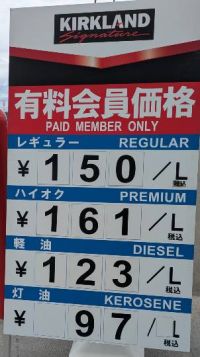 KIRKLAND
Signature
有料会員価格
PAID MEMBER ONLY
レギュラー REGULAR
¥150/L 税込
ハイオク PREMIUM
¥161/L 税込
軽油 DIESEL
¥123/L 税込
灯油 KEROSENE
¥97/L 税込